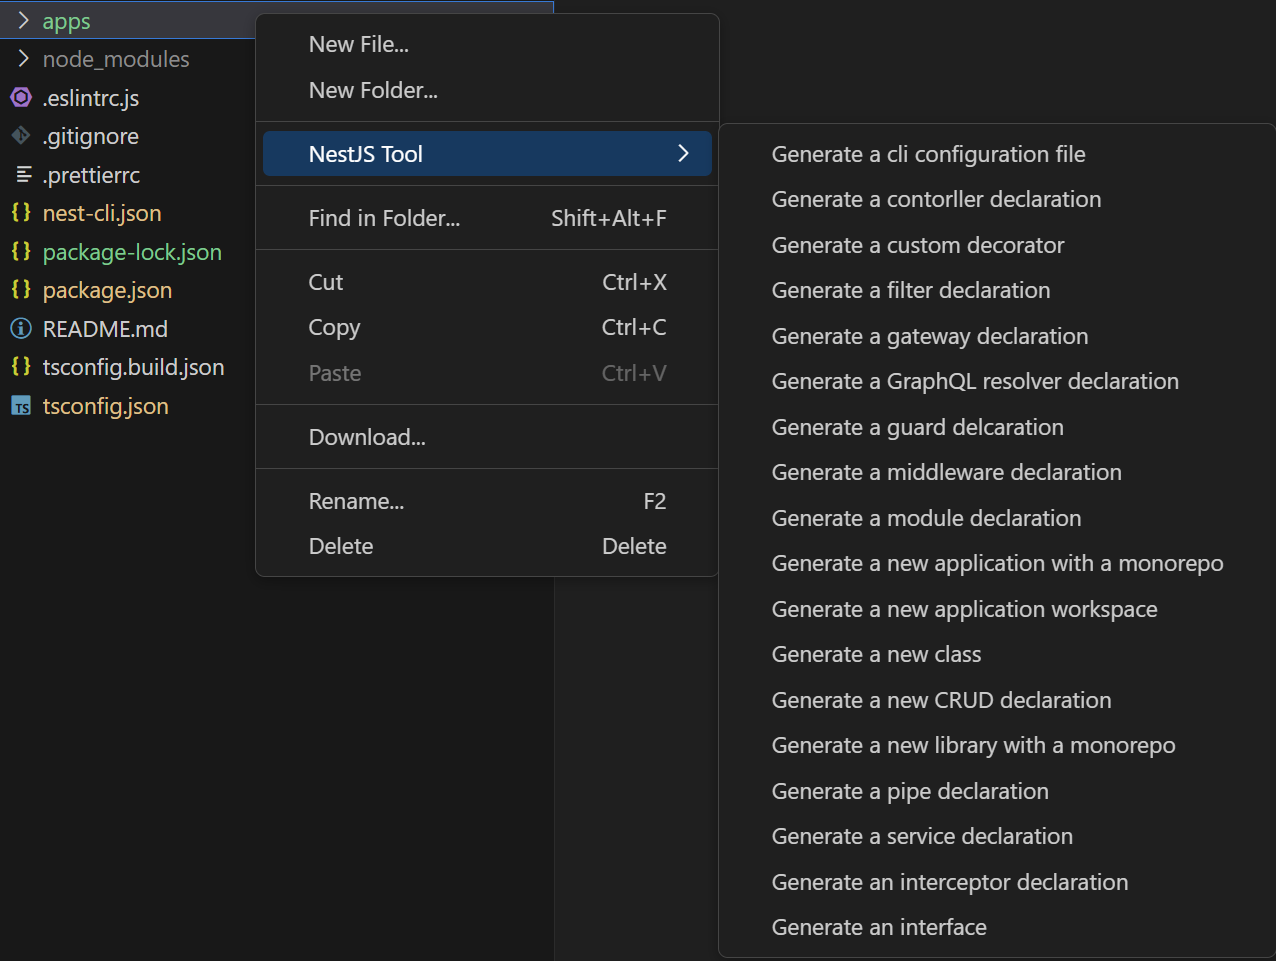 apps
node_modules
.eslintrc.js
.gitignore
.prettierrc
nest-cli.json
package-lock.json
package.json
README.md
tsconfig.build.json
TS tsconfig.json
New File...
New Folder...
NestJS Tool
Find in Folder... Shift+Alt+F
Cut Ctrl+X
Copy Ctrl+C
Paste Ctrl+V
Download...
Rename... F2
Delete Delete
Generate a cli configuration file
Generate a contorller declaration
Generate a custom decorator
Generate a filter declaration
Generate a gateway declaration
Generate a GraphQL resolver declaration
Generate a guard delcaration
Generate a middleware declaration
Generate a module declaration
Generate a new application with a monorepo
Generate a new application workspace
Generate a new class
Generate a new CRUD declaration
Generate a new library with a monorepo
Generate a pipe declaration
Generate a service declaration
Generate an interceptor declaration
Generate an interface